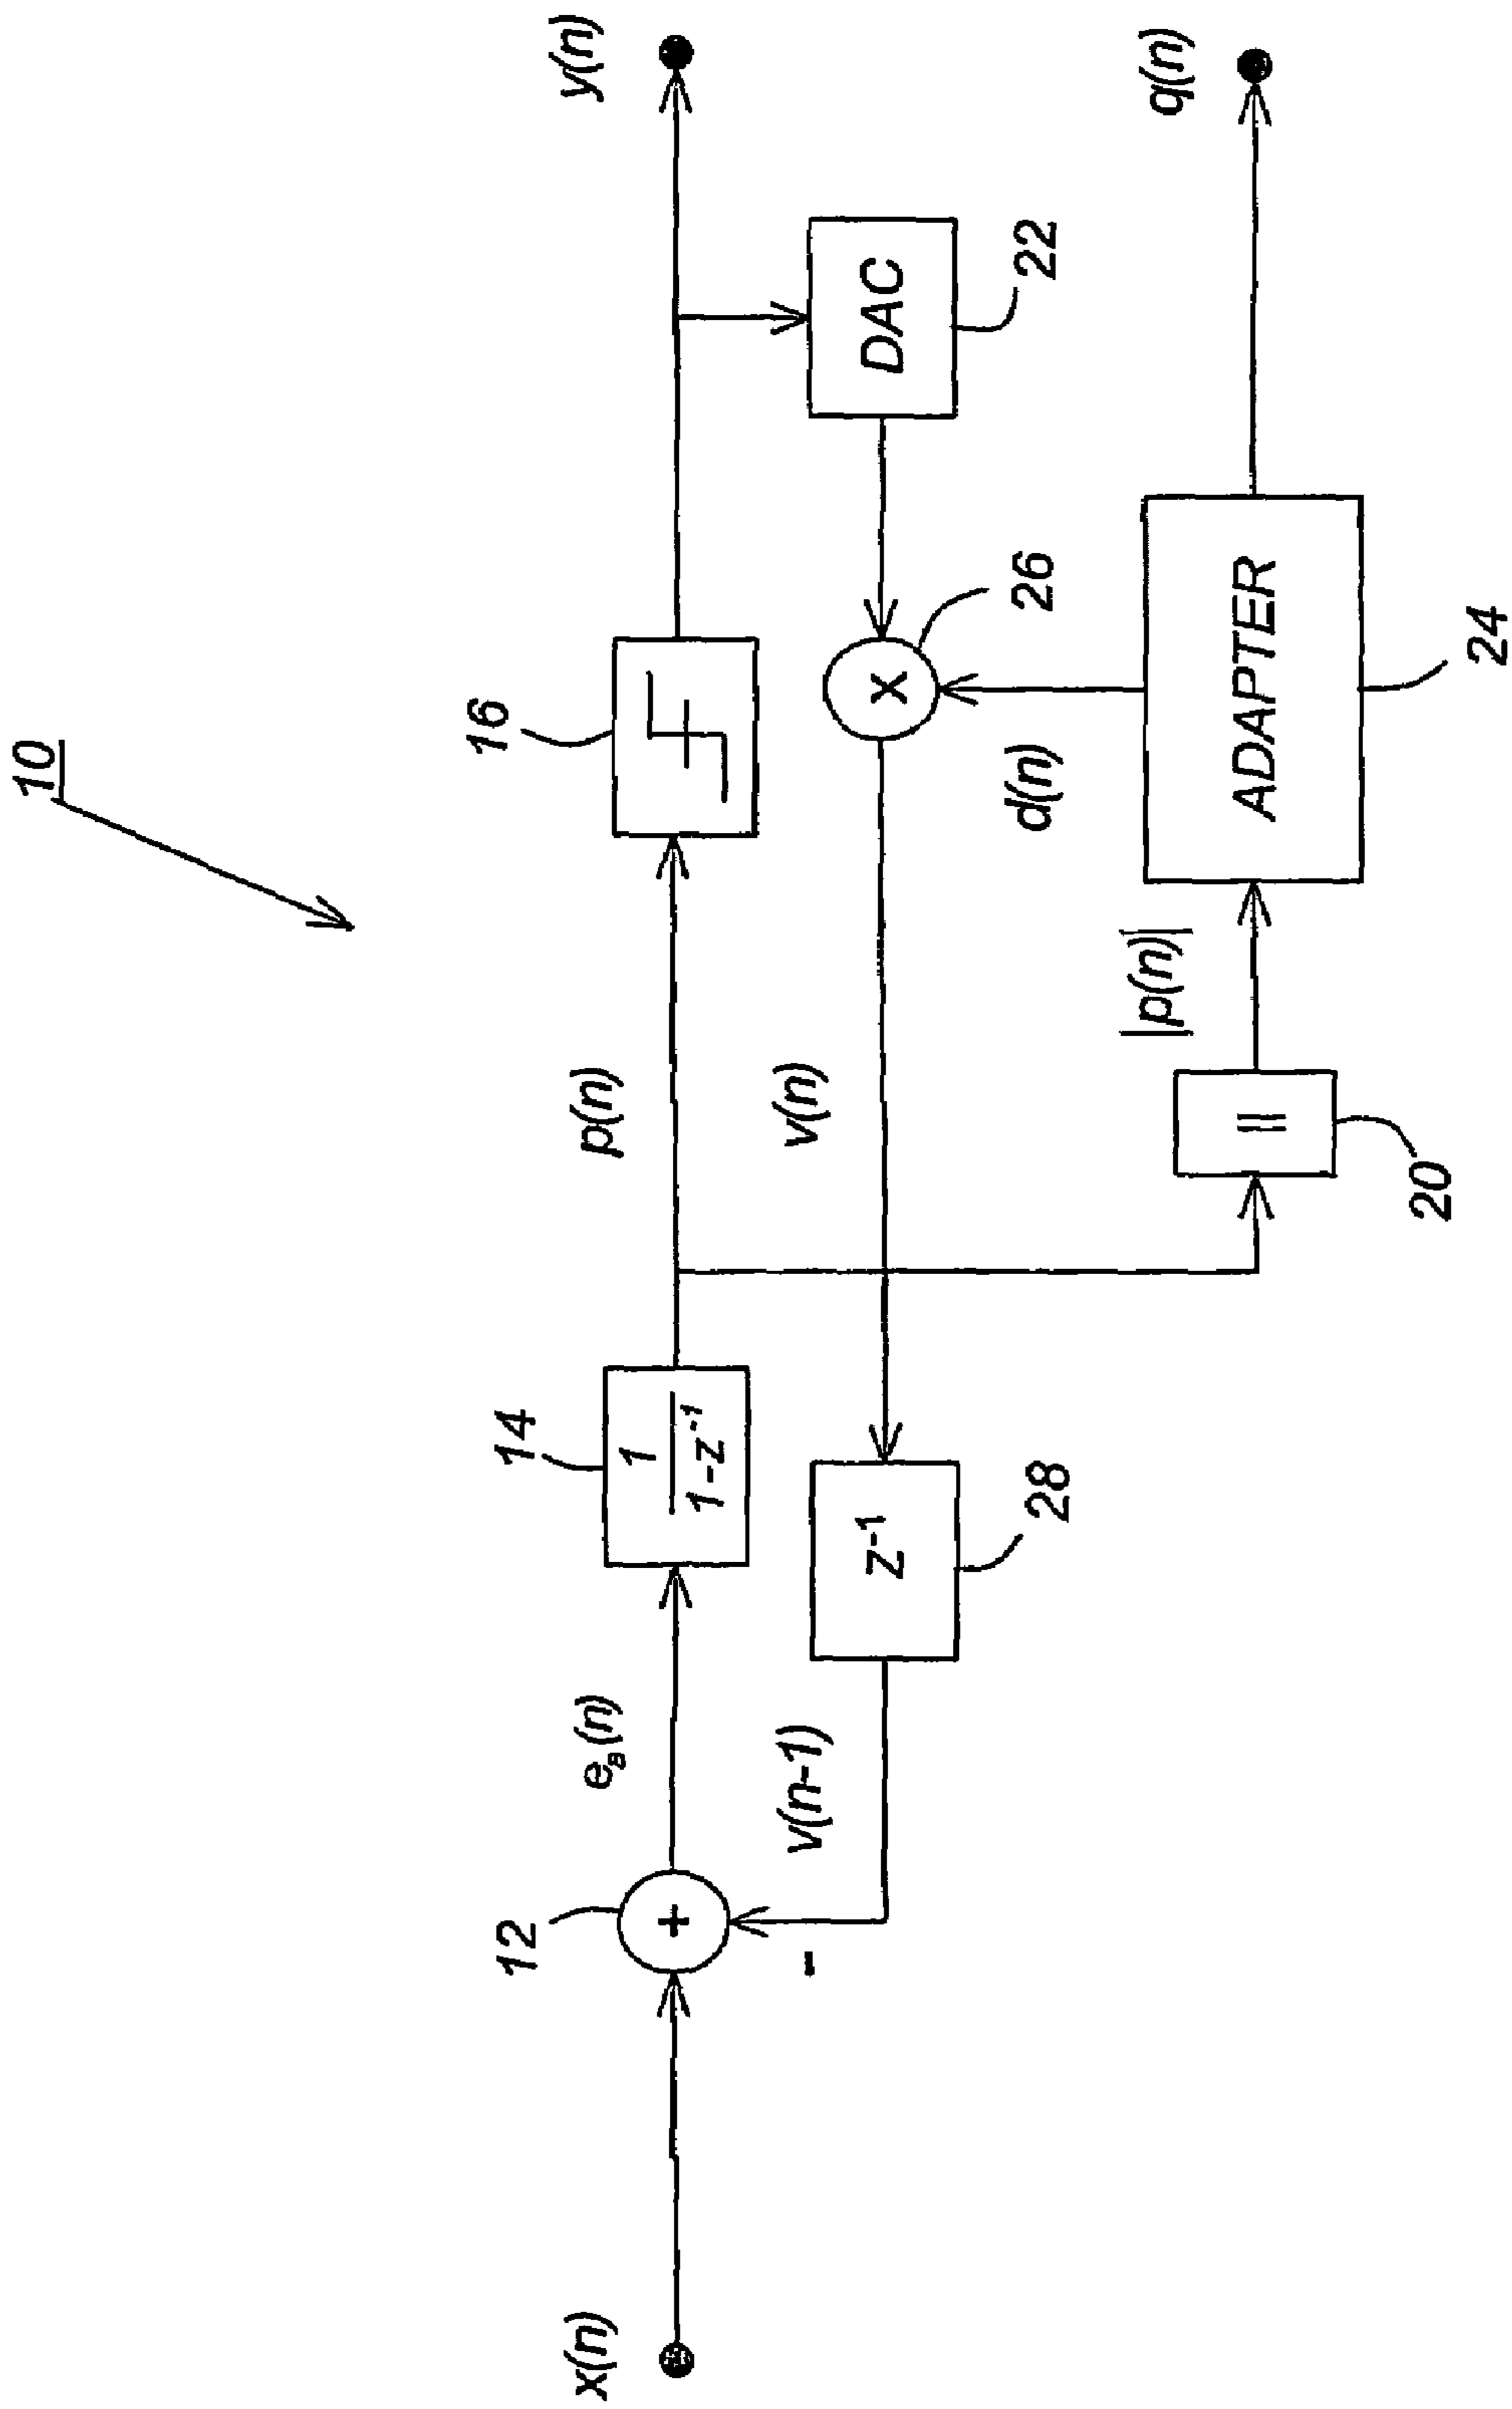 10
x(n)
12
+
-
e_a(n)
14
1
1-z⁻¹
p(n)
16
y(n)
v(n-1)
28
z⁻¹
v(n)
26
X
DAC
22
d(n)
20
||
|p(n)|
ADAPTER
24
q(n)